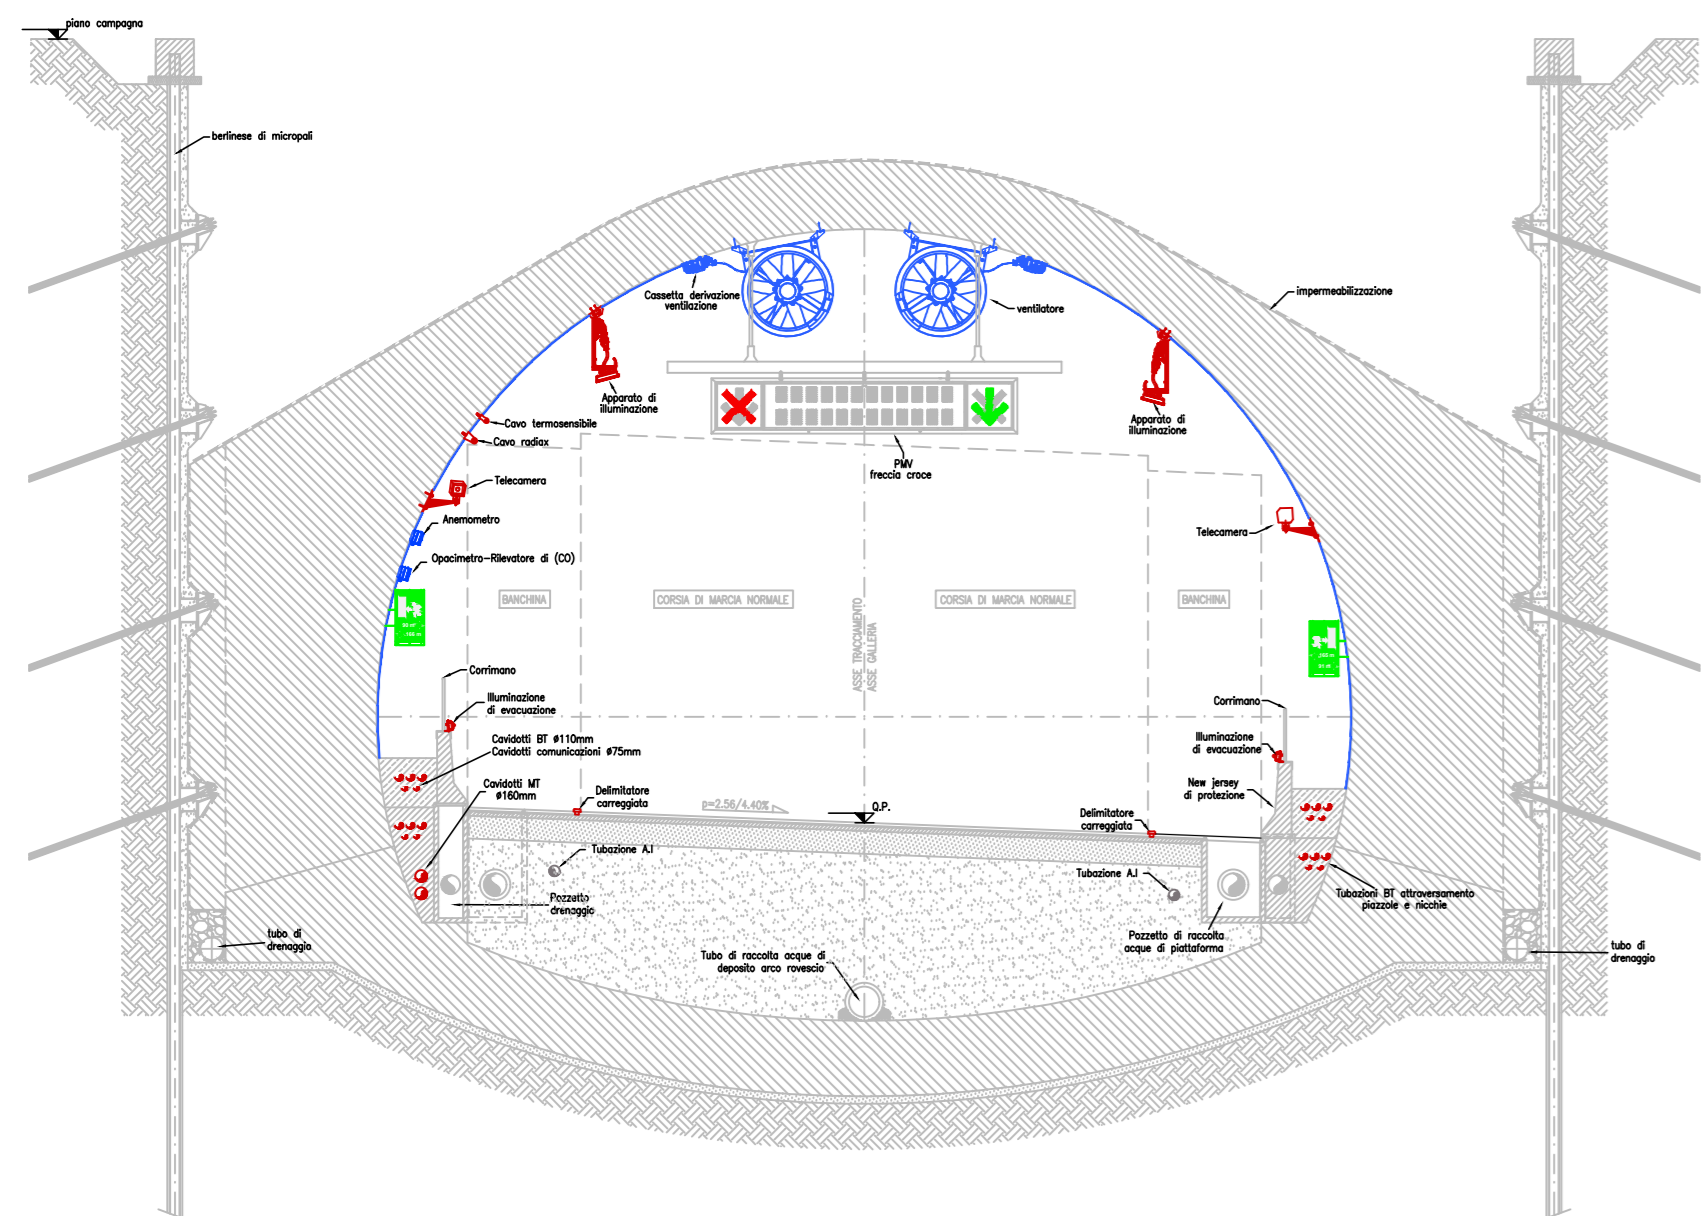 piano campagna
berlinese di micropali
impermeabilizzazione
Cassetta derivazione
ventilazione
ventilatore
Apparato di
illuminazione
Apparato di
illuminazione
Cavo termosensibile
Cavo radiax
PMV
freccia croce
Telecamera
Anemometro
Telecamera
Opacimetro-Rilevatore di (CO)
BANCHINA
CORSIA DI MARCIA NORMALE
CORSIA DI MARCIA NORMALE
BANCHINA
ASSE TRACCIAMENTO
ASSE GALLERIA
Corrimano
Illuminazione
di evacuazione
Corrimano
Illuminazione
di evacuazione
Cavidotti BT ø110mm
Cavidotti comunicazioni ø75mm
Cavidotti MT
ø160mm
Delimitatore
carreggiata
p=2.56/4.40%
Q.P.
New jersey
di protezione
Delimitatore
carreggiata
Tubazione A.I
Tubazione A.I
Pozzetto
drenaggio
Tubazioni BT attraversamento
piazzole e nicchie
tubo di
drenaggio
Pozzetto di raccolta
acque di piattaforma
Tubo di raccolta acque di
deposito arco rovescio
tubo di
drenaggio